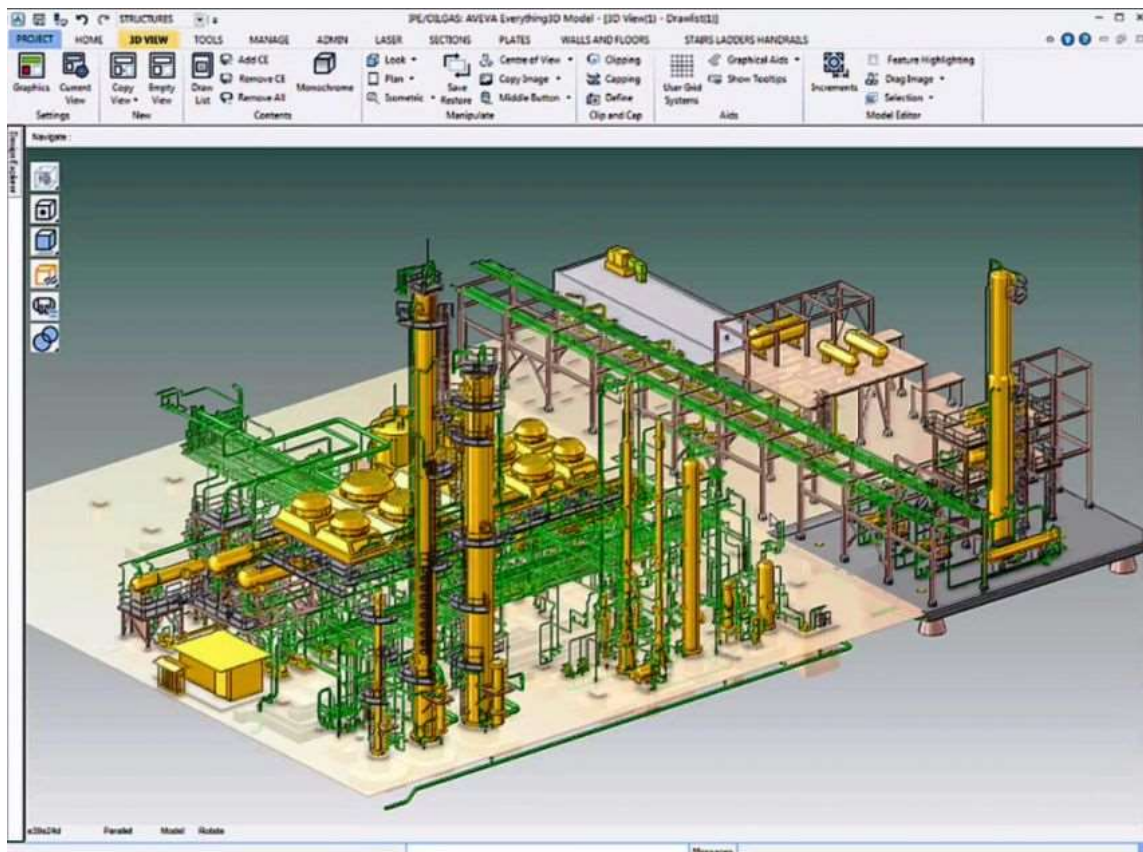 STRUCTURES
IPE/OILGAS: AVEVA Everything3D Model - [3D View(1) - Drawlist(1)]
PROJECT HOME 3D VIEW TOOLS MANAGE ADMIN LASER SECTIONS PLATES WALLS AND FLOORS STAIRS LADDERS HANDRAILS
Graphics
Current View
Settings
Copy View
Empty View
New
Draw List
Add CE
Remove CE
Remove All
Monochrome
Contents
Look
Plan
Isometric
Save Restore
Centre of View
Copy Image
Middle Button
Manipulate
Clipping
Capping
Define
Clip and Cap
User Grid Systems
Graphical Aids
Show Tooltips
Aids
Increments
Feature Highlighting
Drag Image
Selection
Model Editor
Navigate :
Design Explorer
Parallel Model Rotate
Messages